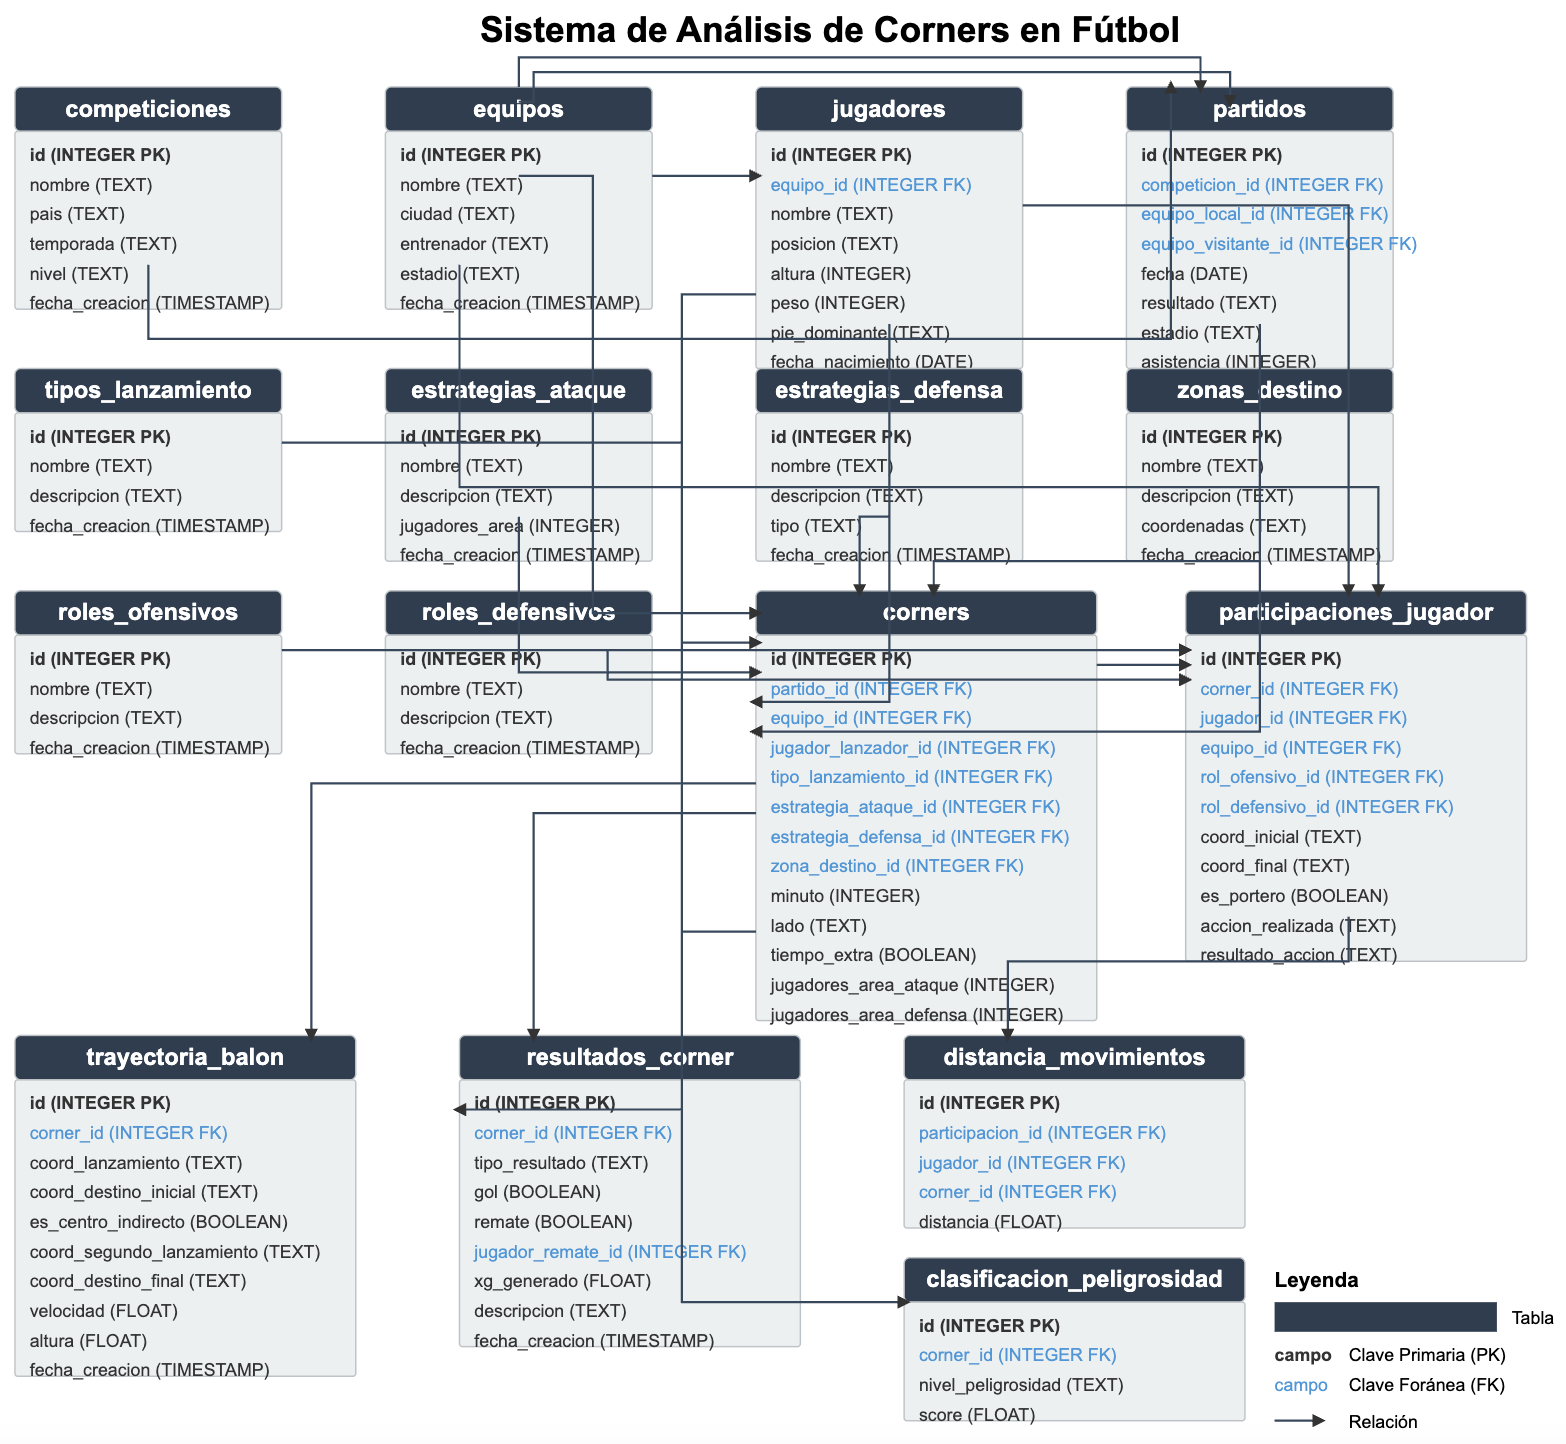 Sistema de Análisis de Corners en Fútbol
competiciones
id (INTEGER PK)
nombre (TEXT)
pais (TEXT)
temporada (TEXT)
nivel (TEXT)
fecha_creacion (TIMESTAMP)
equipos
id (INTEGER PK)
nombre (TEXT)
ciudad (TEXT)
entrenador (TEXT)
estadio (TEXT)
fecha_creacion (TIMESTAMP)
jugadores
id (INTEGER PK)
equipo_id (INTEGER FK)
nombre (TEXT)
posicion (TEXT)
altura (INTEGER)
peso (INTEGER)
pie_dominante (TEXT)
fecha_nacimiento (DATE)
partidos
id (INTEGER PK)
competicion_id (INTEGER FK)
equipo_local_id (INTEGER FK)
equipo_visitante_id (INTEGER FK)
fecha (DATE)
resultado (TEXT)
estadio (TEXT)
asistencia (INTEGER)
tipos_lanzamiento
id (INTEGER PK)
nombre (TEXT)
descripcion (TEXT)
fecha_creacion (TIMESTAMP)
estrategias_ataque
id (INTEGER PK)
nombre (TEXT)
descripcion (TEXT)
jugadores_area (INTEGER)
fecha_creacion (TIMESTAMP)
estrategias_defensa
id (INTEGER PK)
nombre (TEXT)
descripcion (TEXT)
tipo (TEXT)
fecha_creacion (TIMESTAMP)
zonas_destino
id (INTEGER PK)
nombre (TEXT)
descripcion (TEXT)
coordenadas (TEXT)
fecha_creacion (TIMESTAMP)
roles_ofensivos
id (INTEGER PK)
nombre (TEXT)
descripcion (TEXT)
fecha_creacion (TIMESTAMP)
roles_defensivos
id (INTEGER PK)
nombre (TEXT)
descripcion (TEXT)
fecha_creacion (TIMESTAMP)
corners
id (INTEGER PK)
partido_id (INTEGER FK)
equipo_id (INTEGER FK)
jugador_lanzador_id (INTEGER FK)
tipo_lanzamiento_id (INTEGER FK)
estrategia_ataque_id (INTEGER FK)
estrategia_defensa_id (INTEGER FK)
zona_destino_id (INTEGER FK)
minuto (INTEGER)
lado (TEXT)
tiempo_extra (BOOLEAN)
jugadores_area_ataque (INTEGER)
jugadores_area_defensa (INTEGER)
participaciones_jugador
id (INTEGER PK)
corner_id (INTEGER FK)
jugador_id (INTEGER FK)
equipo_id (INTEGER FK)
rol_ofensivo_id (INTEGER FK)
rol_defensivo_id (INTEGER FK)
coord_inicial (TEXT)
coord_final (TEXT)
es_portero (BOOLEAN)
accion_realizada (TEXT)
resultado_accion (TEXT)
trayectoria_balon
id (INTEGER PK)
corner_id (INTEGER FK)
coord_lanzamiento (TEXT)
coord_destino_inicial (TEXT)
es_centro_indirecto (BOOLEAN)
coord_segundo_lanzamiento (TEXT)
coord_destino_final (TEXT)
velocidad (FLOAT)
altura (FLOAT)
fecha_creacion (TIMESTAMP)
resultados_corner
id (INTEGER PK)
corner_id (INTEGER FK)
tipo_resultado (TEXT)
gol (BOOLEAN)
remate (BOOLEAN)
jugador_remate_id (INTEGER FK)
xg_generado (FLOAT)
descripcion (TEXT)
fecha_creacion (TIMESTAMP)
distancia_movimientos
id (INTEGER PK)
participacion_id (INTEGER FK)
jugador_id (INTEGER FK)
corner_id (INTEGER FK)
distancia (FLOAT)
clasificacion_peligrosidad
id (INTEGER PK)
corner_id (INTEGER FK)
nivel_peligrosidad (TEXT)
score (FLOAT)
Leyenda
Tabla
campo Clave Primaria (PK)
campo Clave Foránea (FK)
Relación